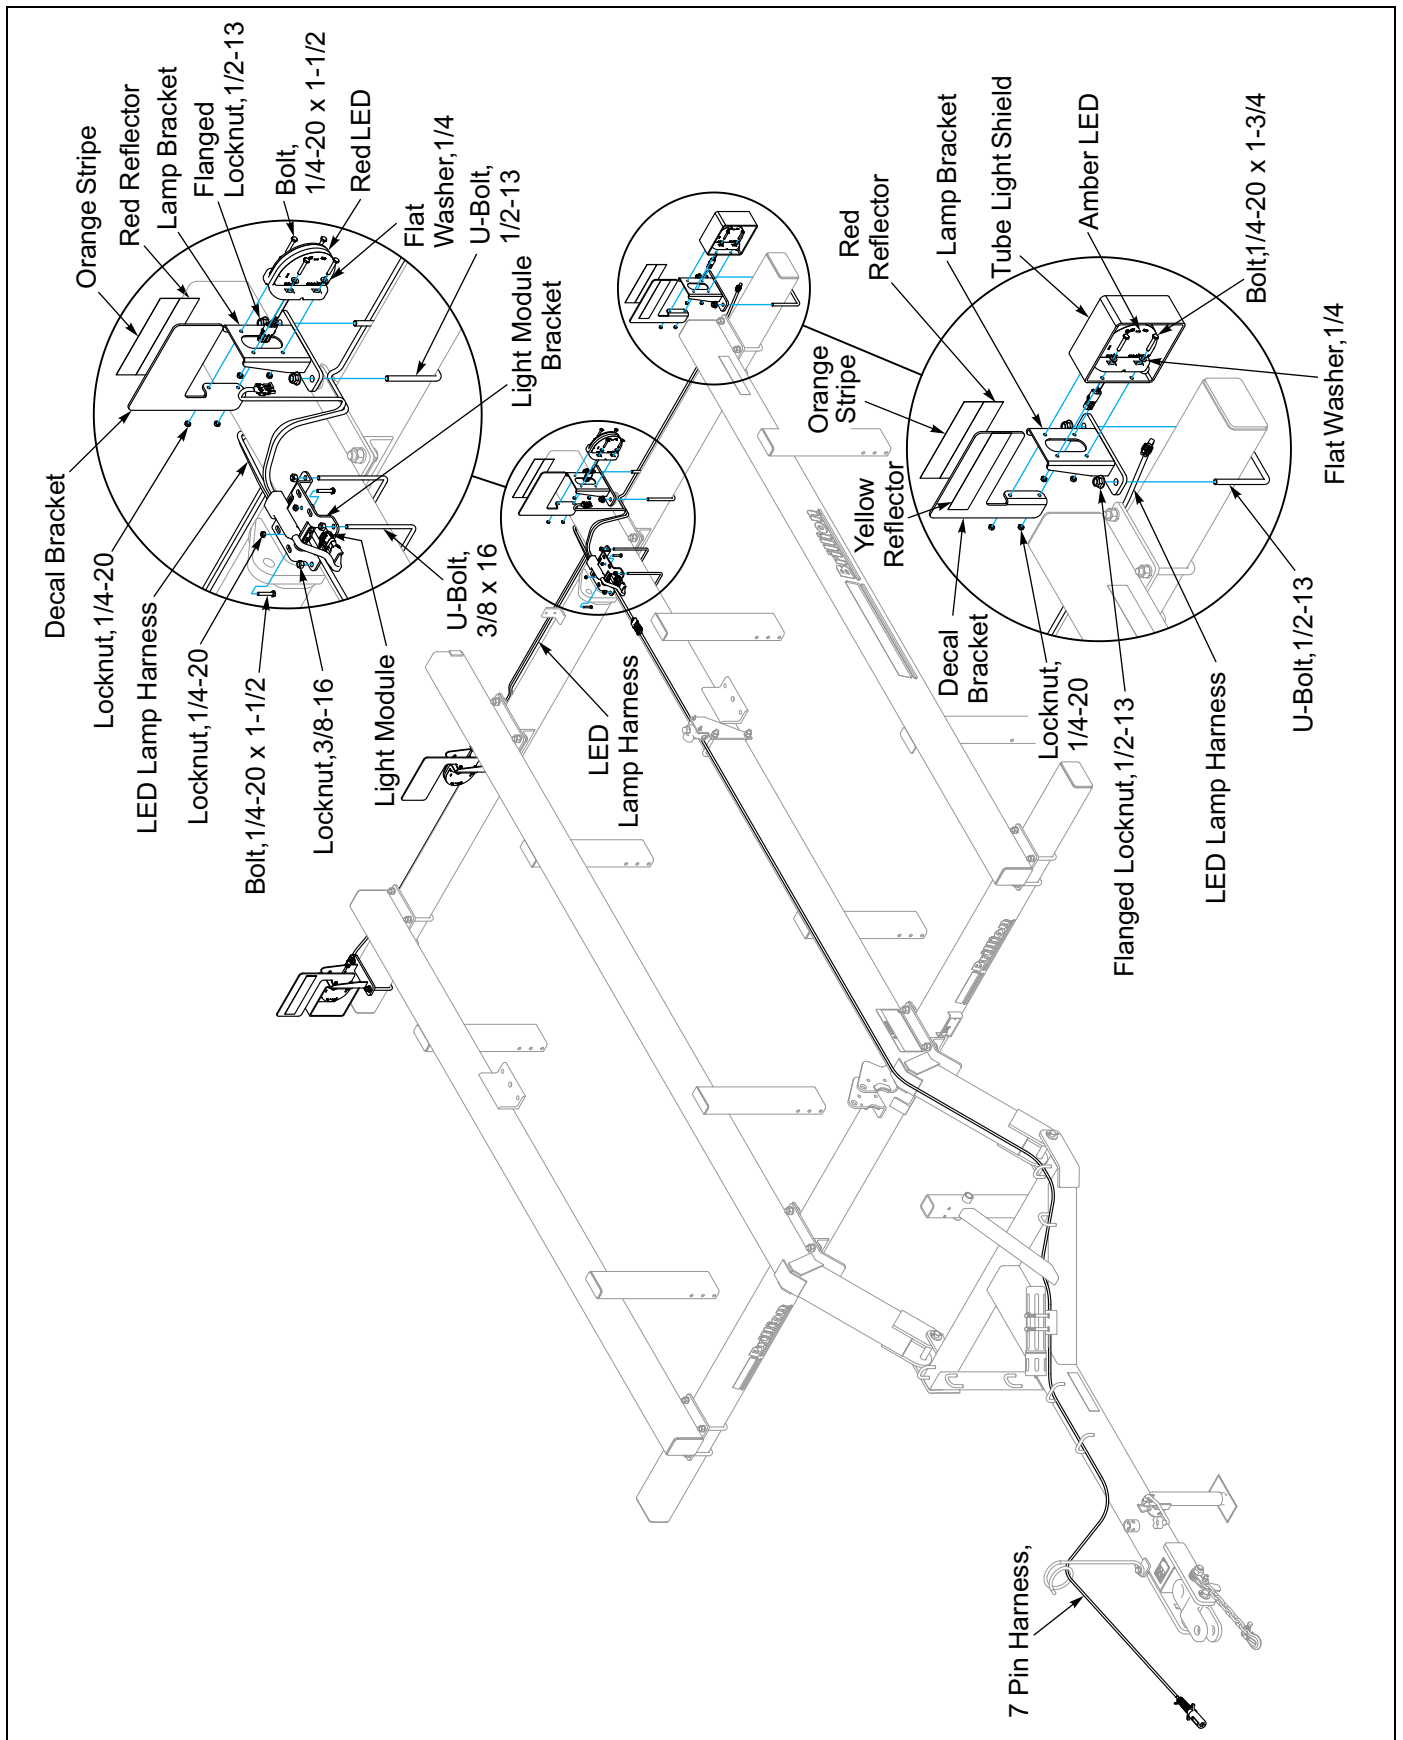 Orange Stripe
Red Reflector
Lamp Bracket
Flanged
Locknut,1/2-13
Bolt,
1/4-20 x 1-1/2
Red LED
Flat
Washer,1/4
U-Bolt,
1/2-13
Light Module
Bracket
Decal Bracket
Locknut,1/4-20
LED Lamp Harness
Locknut,1/4-20
Bolt,1/4-20 x 1-1/2
Locknut,3/8-16
Light Module
U-Bolt,
3/8 x 16
LED
Lamp Harness
Red
Reflector
Lamp Bracket
Tube Light Shield
Amber LED
Bolt,1/4-20 x 1-3/4
Orange
Stripe
Yellow
Reflector
Decal
Bracket
Locknut,
1/4-20
Flanged Locknut,1/2-13
LED Lamp Harness
U-Bolt,1/2-13
Flat Washer,1/4
Brillion
Brillion
Brillion
7 Pin Harness,